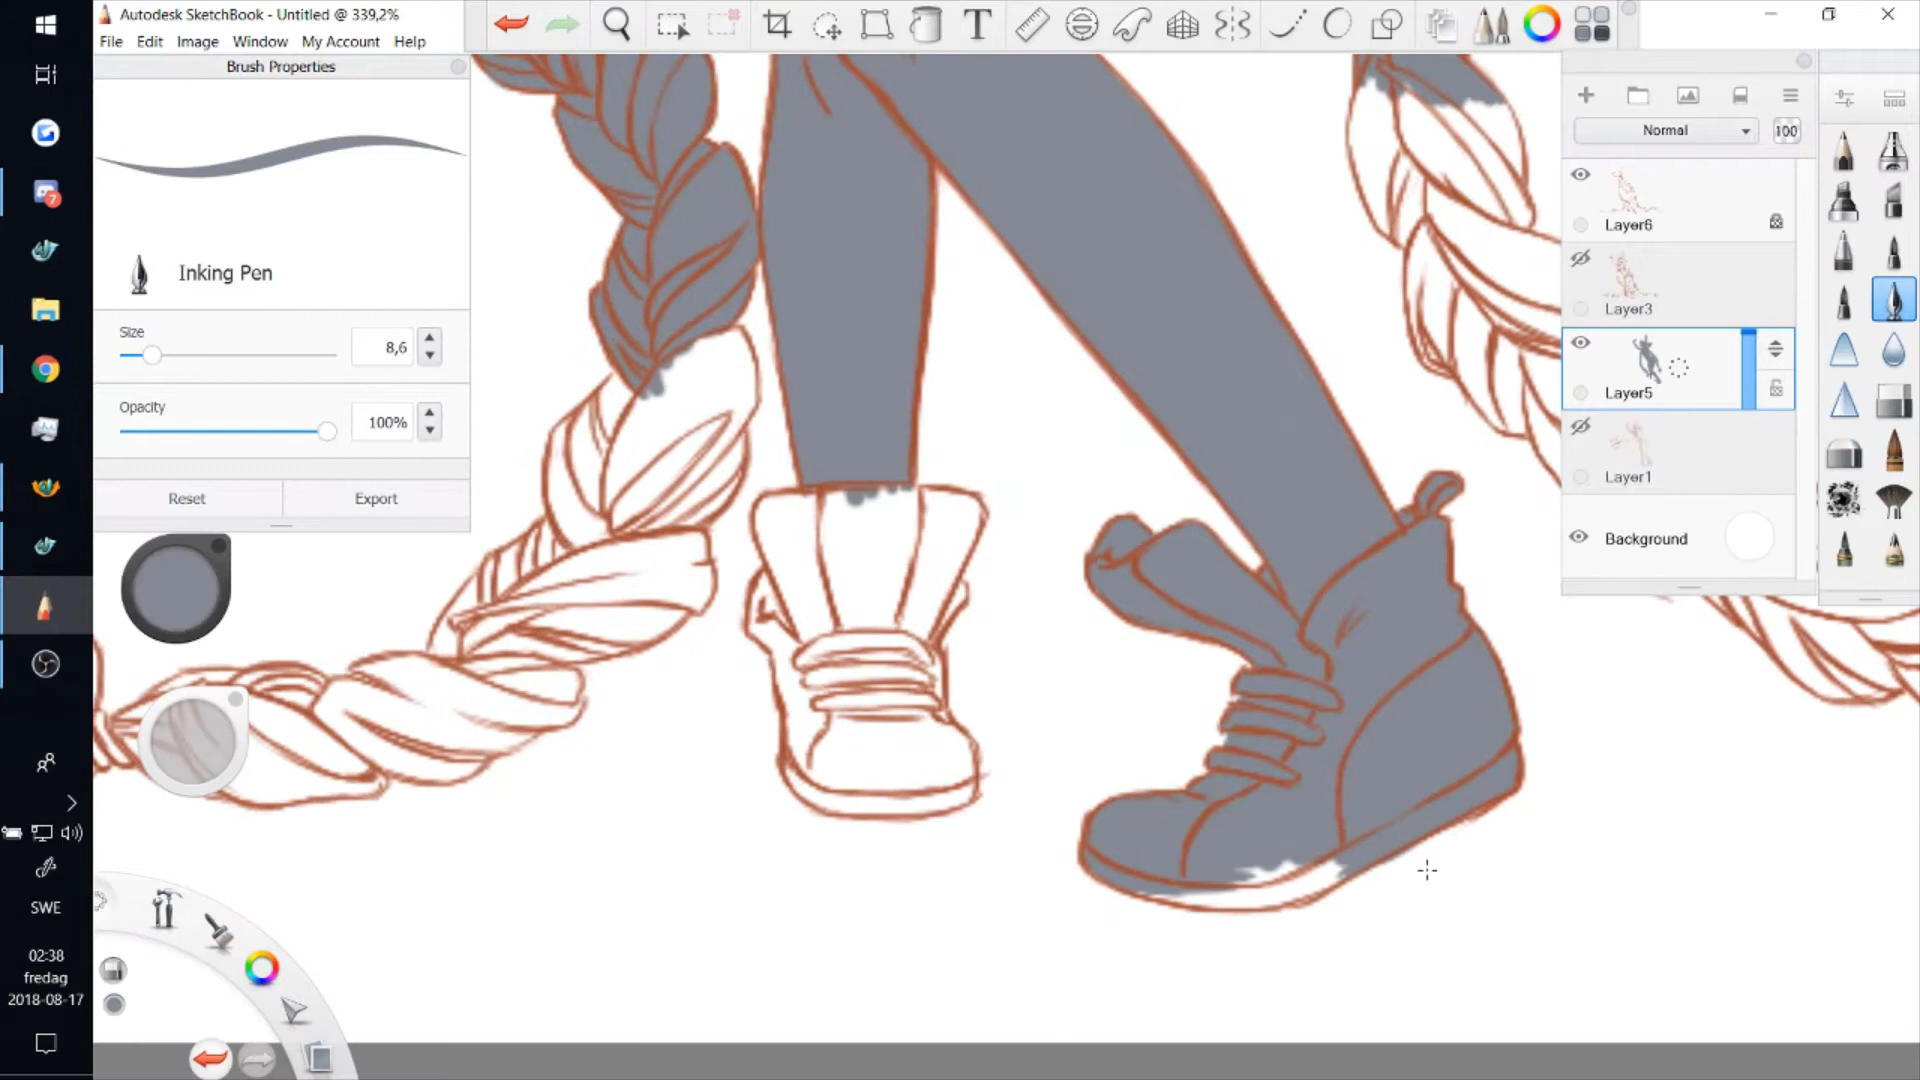 Autodesk SketchBook - Untitled @ 339,2%
File Edit Image Window My Account Help
Brush Properties
Inking Pen
Size
8,6
Opacity
100%
Reset
Export
Normal
100
Layer6
Layer3
Layer5
Layer1
Background
T
7
SWE
02:38
fredag
2018-08-17